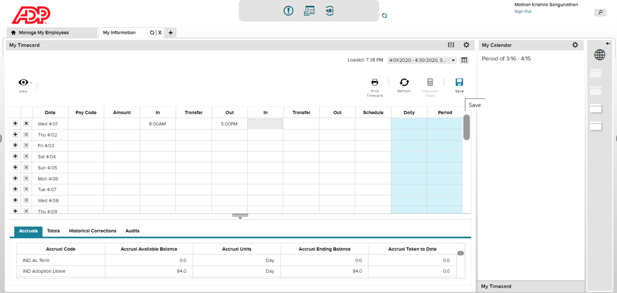 ADP
Mathan Krishna Sangunathan
Sign Out
Manage My Employees
My Information
X
+
My Timecard
Loaded 7:38 PM
4/01/2020 - 4/30/2020, S...
View
Print Timecard
Refresh
Calculate Totals
Save
Save
Date Pay Code Amount In Transfer Out In Transfer Out Schedule Daily Period
Wed 4/01 8:00AM 5:00PM
Thu 4/02
Fri 4/03
Sat 4/04
Sun 4/05
Mon 4/06
Tue 4/07
Wed 4/08
Thu 4/09
Accruals Totals Historical Corrections Audits
Accrual Code Accrual Available Balance Accrual Units Accrual Ending Balance Accrual Taken to Date
IND AL Term 0.0 Day 0.0 0.0
IND Adoption Leave 84.0 Day 84.0 0.0
My Calendar
Period of 3/16 - 4/15
My Timecard